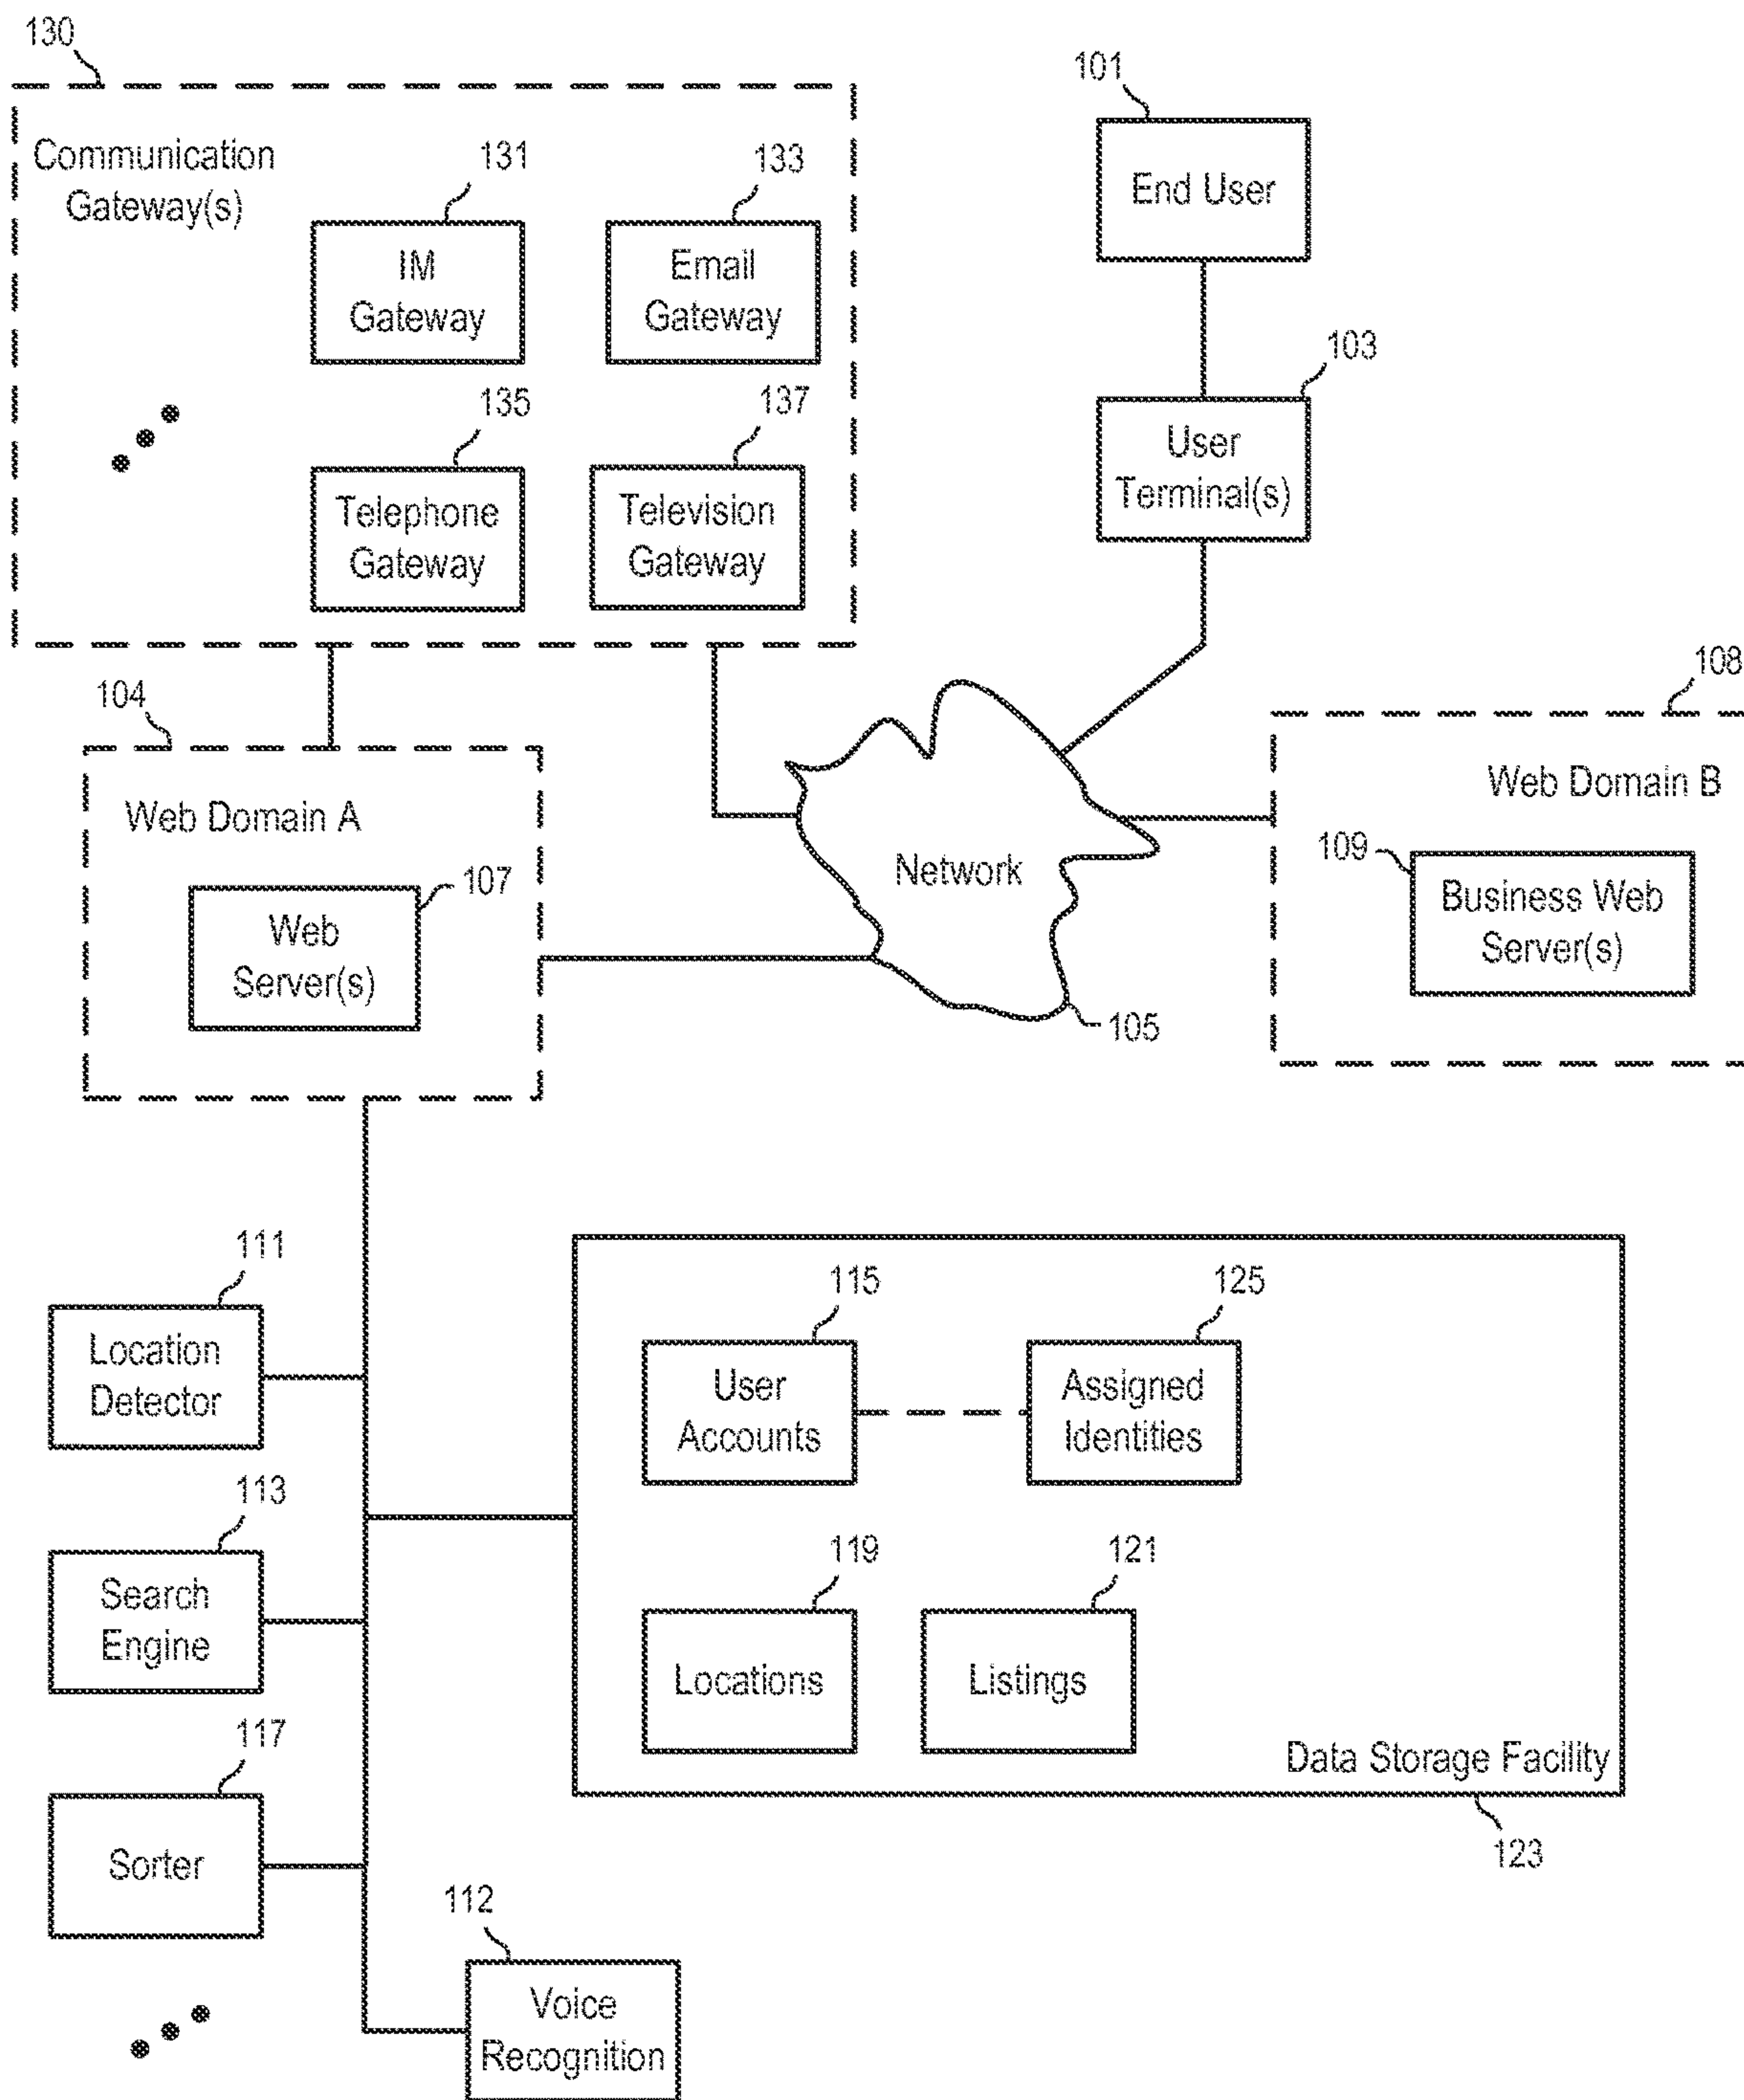 130
Communication
Gateway(s)
131
IM
Gateway
133
Email
Gateway
135
Telephone
Gateway
137
Television
Gateway
101
End User
103
User
Terminal(s)
104
Web Domain A
107
Web
Server(s)
Network
105
108
Web Domain B
109
Business Web
Server(s)
111
Location
Detector
113
Search
Engine
117
Sorter
112
Voice
Recognition
115
User
Accounts
125
Assigned
Identities
119
Locations
121
Listings
Data Storage Facility
123